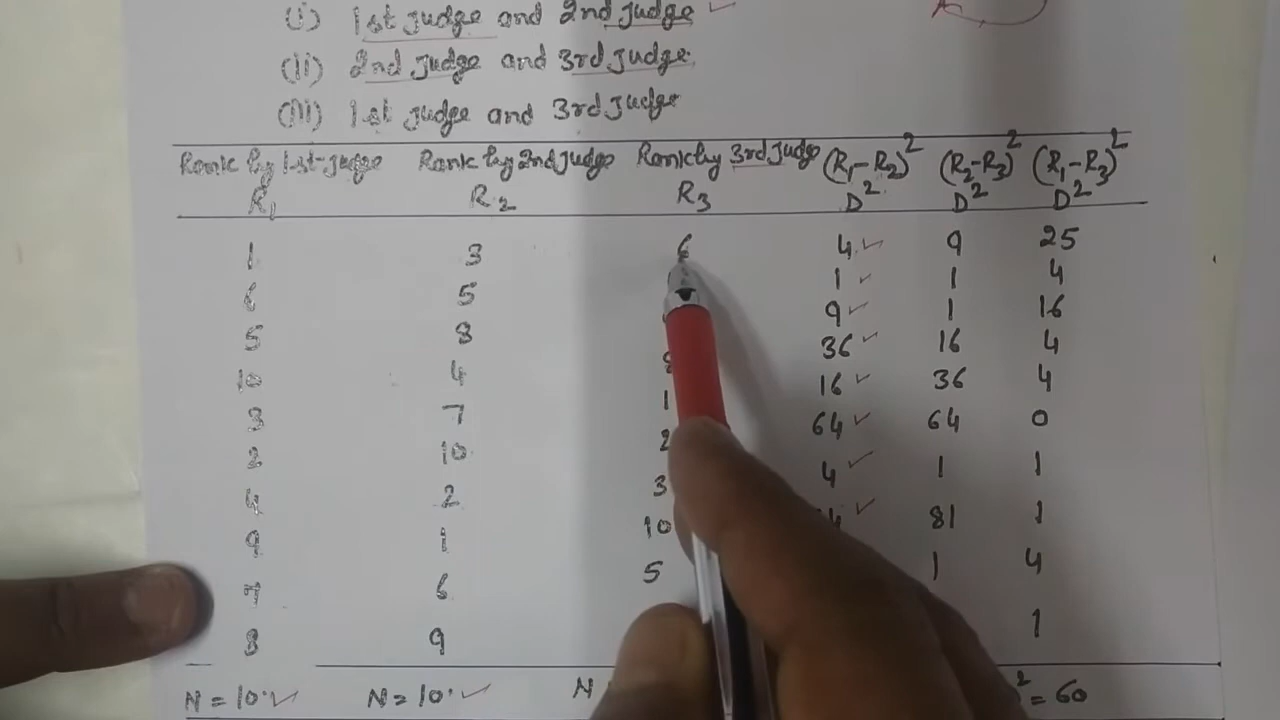 (i) 1st judge and 2nd judge
(ii) 2nd judge and 3rd judge.
(iii) 1st judge and 3rd judge
Rank by 1st judge Rank by 2nd judge Rank by 3rd judge (R1-R2)² (R2-R3)² (R1-R3)²
R1 R2 R3 D² D² D²
1 3 6 4 9 25
6 5 1 1 4
5 8 9 1 16
10 4 36 16 4
3 7 1 16 36 4
2 10 2 64 64 0
4 2 3 4 1 1
9 1 10 81 1
7 6 5 1 4
8 9 1
N = 10. N = 10. N ² = 60